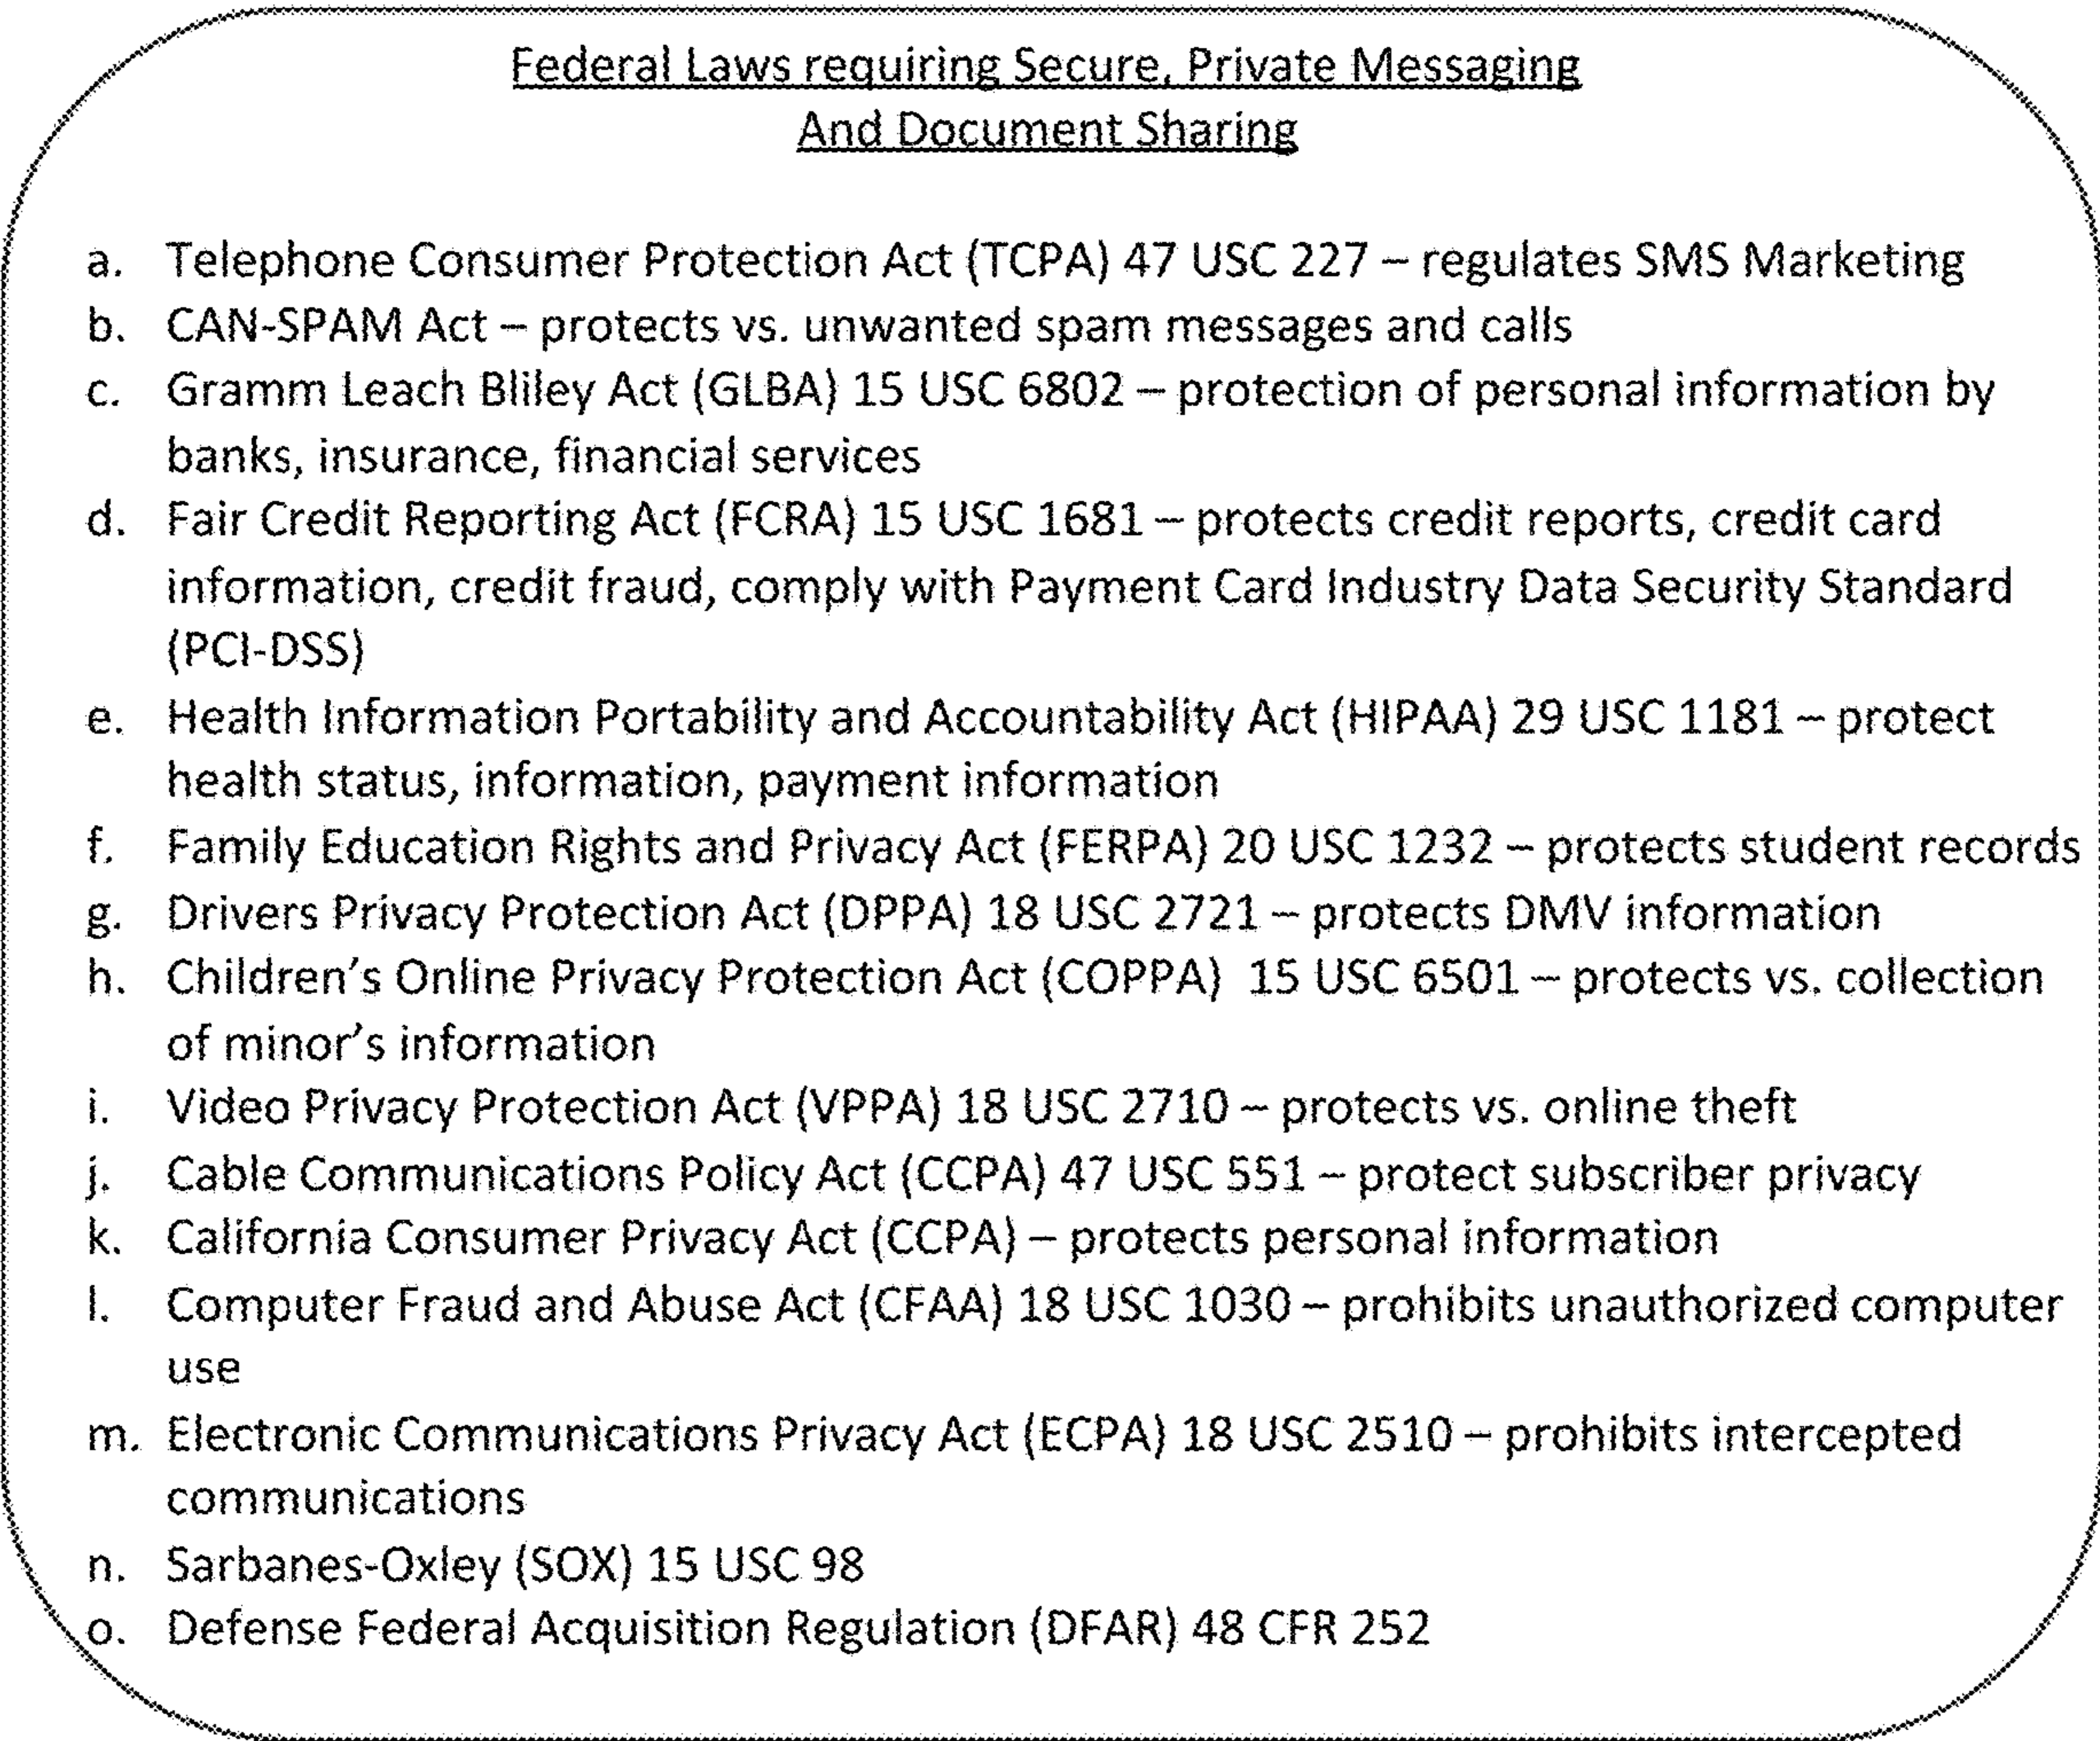 Federal Laws requiring Secure, Private Messaging
And Document Sharing
a. Telephone Consumer Protection Act (TCPA) 47 USC 227 – regulates SMS Marketing
b. CAN-SPAM Act – protects vs. unwanted spam messages and calls
c. Gramm Leach Bliley Act (GLBA) 15 USC 6802 – protection of personal information by
banks, insurance, financial services
d. Fair Credit Reporting Act (FCRA) 15 USC 1681 – protects credit reports, credit card
information, credit fraud, comply with Payment Card Industry Data Security Standard
(PCI-DSS)
e. Health Information Portability and Accountability Act (HIPAA) 29 USC 1181 – protect
health status, information, payment information
f. Family Education Rights and Privacy Act (FERPA) 20 USC 1232 – protects student records
g. Drivers Privacy Protection Act (DPPA) 18 USC 2721 – protects DMV information
h. Children’s Online Privacy Protection Act (COPPA)  15 USC 6501 – protects vs. collection
of minor’s information
i. Video Privacy Protection Act (VPPA) 18 USC 2710 – protects vs. online theft
j. Cable Communications Policy Act (CCPA) 47 USC 551 – protect subscriber privacy
k. California Consumer Privacy Act (CCPA) – protects personal information
l. Computer Fraud and Abuse Act (CFAA) 18 USC 1030 – prohibits unauthorized computer
use
m. Electronic Communications Privacy Act (ECPA) 18 USC 2510 – prohibits intercepted
communications
n. Sarbanes-Oxley (SOX) 15 USC 98
o. Defense Federal Acquisition Regulation (DFAR) 48 CFR 252